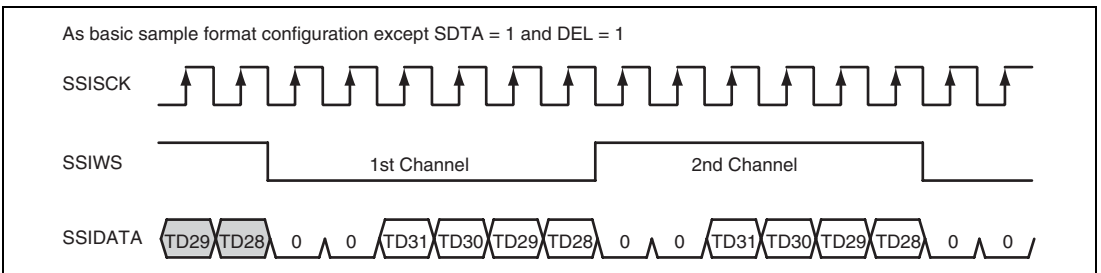 As basic sample format configuration except SDTA = 1 and DEL = 1
SSISCK
SSIWS 1st Channel 2nd Channel
SSIDATA TD29 TD28 0 0 TD31 TD30 TD29 TD28 0 0 TD31 TD30 TD29 TD28 0 0